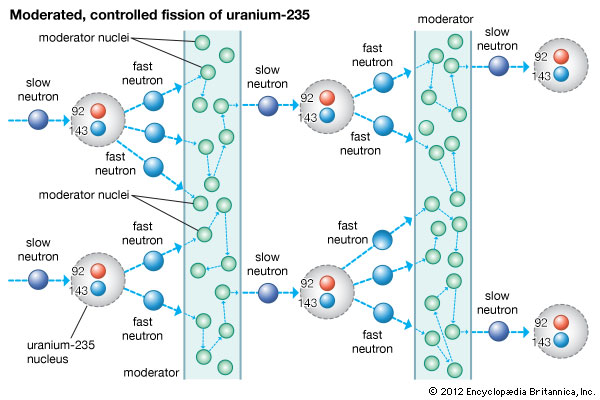 Moderated, controlled fission of uranium-235
moderator
moderator nuclei
slow
neutron
fast
neutron
92
143
fast
neutron
slow
neutron
92
143
fast
neutron
fast
neutron
slow
neutron
92
143
moderator nuclei
slow
neutron
fast
neutron
92
143
fast
neutron
uranium-235
nucleus
moderator
slow
neutron
92
143
fast
neutron
fast
neutron
slow
neutron
92
143
© 2012 Encyclopædia Britannica, Inc.